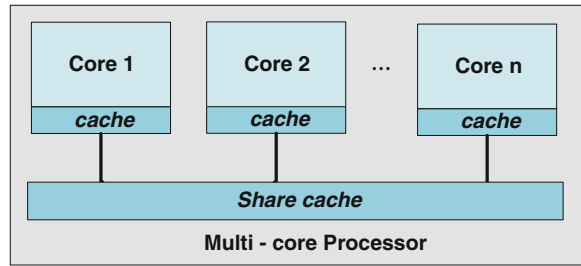 Core 1
Core 2
...
Core n
cache
cache
cache
Share cache
Multi - core Processor